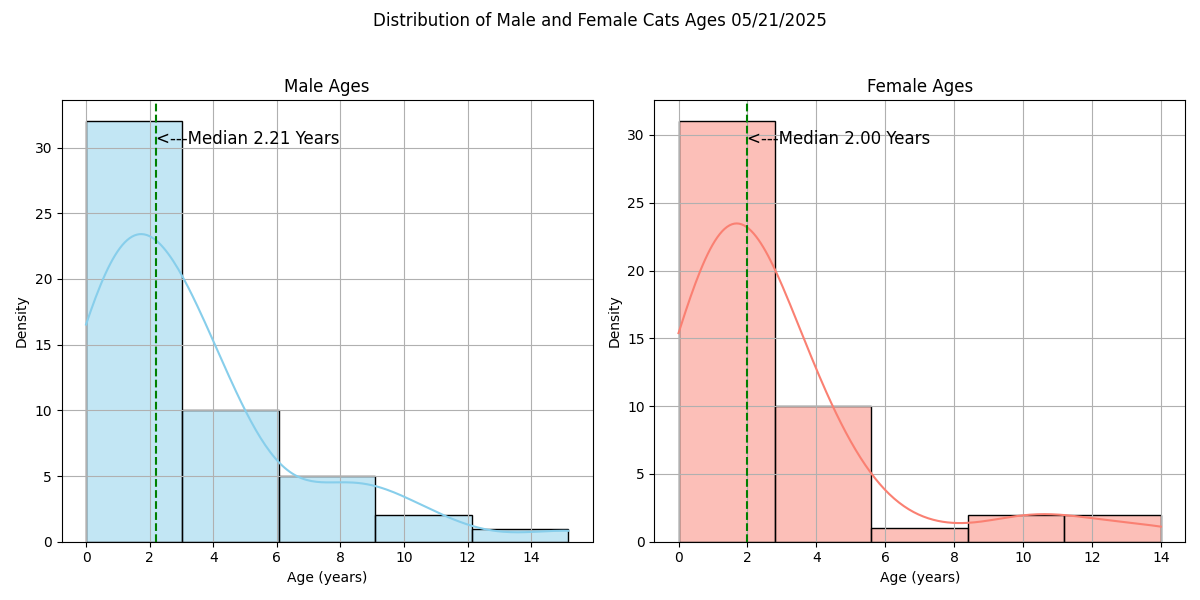 Distribution of Male and Female Cats Ages 05/21/2025
Male Ages
<---Median 2.21 Years
Density
30
25
20
15
10
5
0
0 2 4 6 8 10 12 14
Age (years)
Female Ages
<---Median 2.00 Years
Density
30
25
20
15
10
5
0
0 2 4 6 8 10 12 14
Age (years)